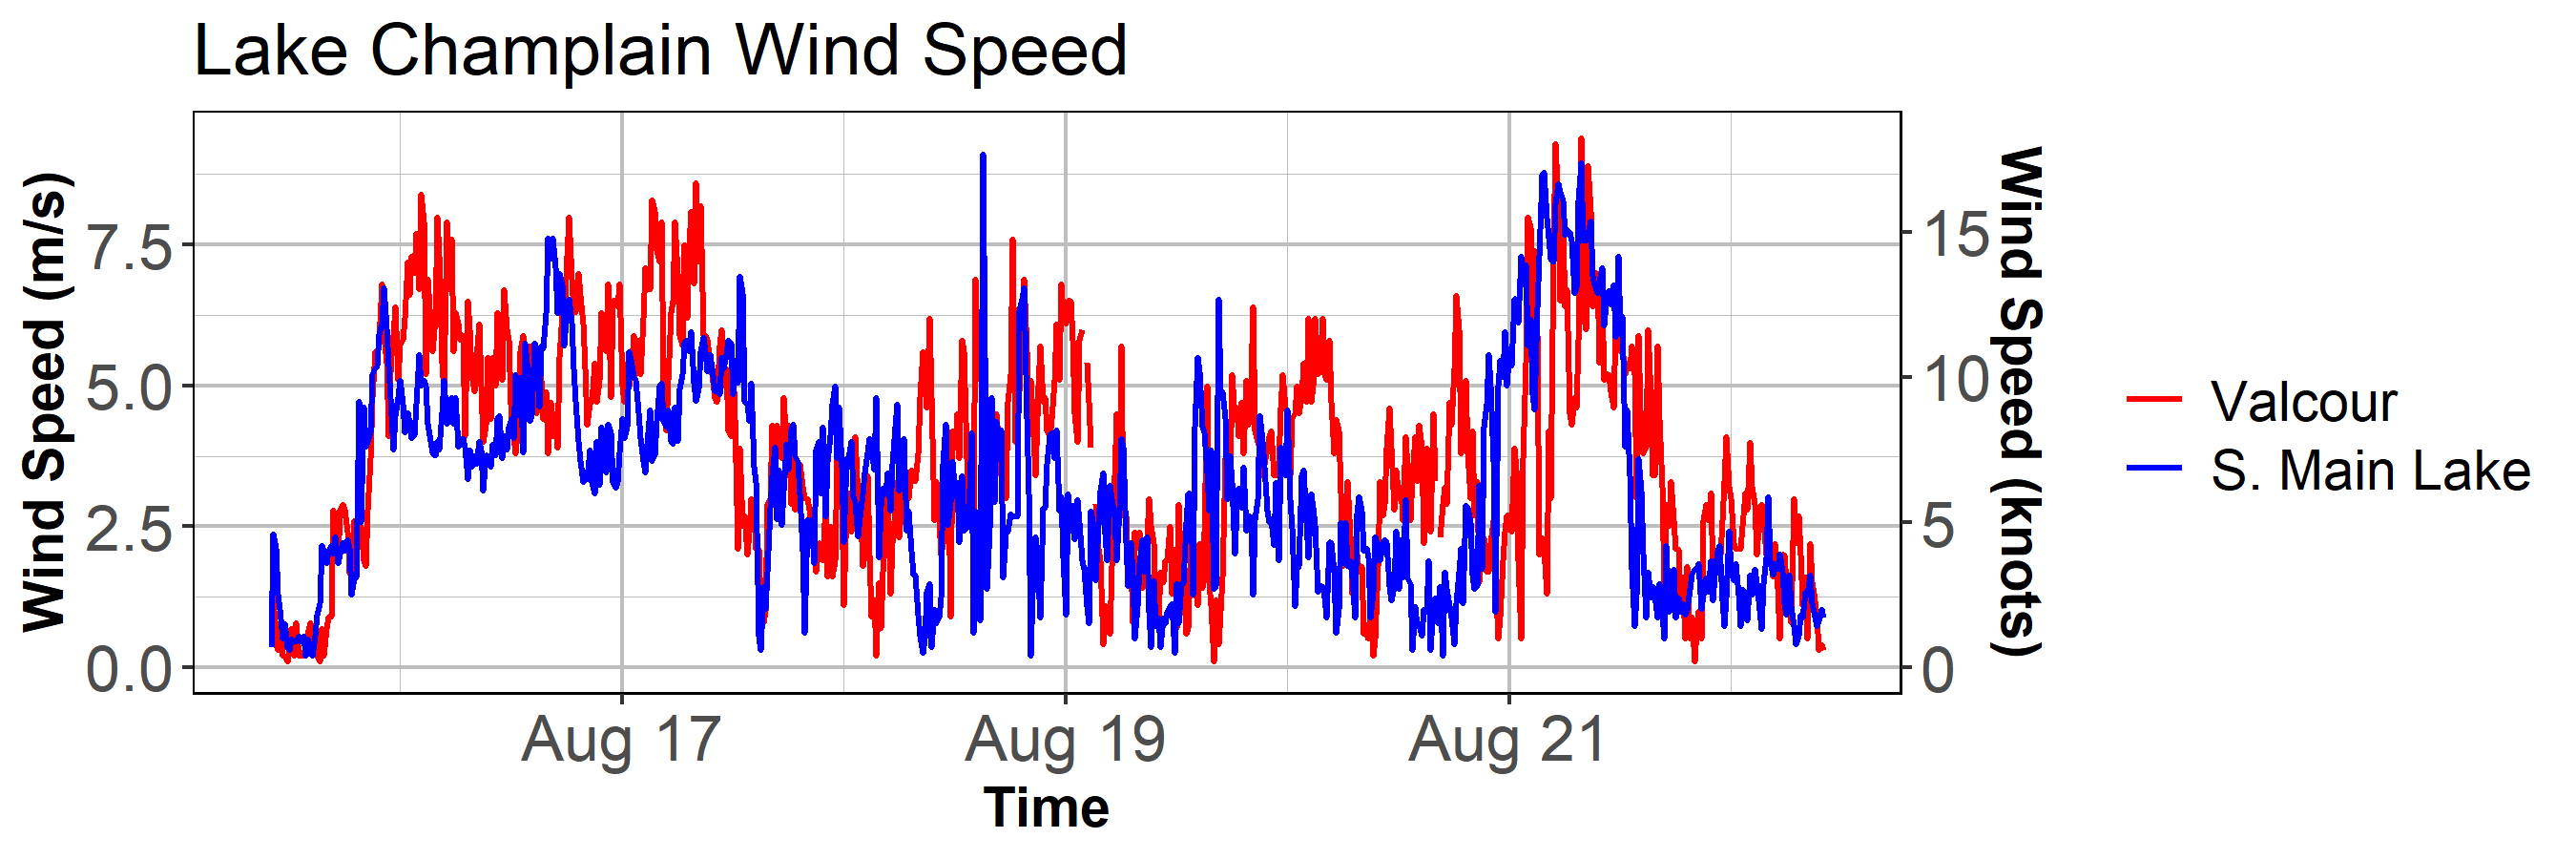 Lake Champlain Wind Speed
Wind Speed (m/s)
7.5
5.0
2.5
0.0
15
10
5
0
Wind Speed (knots)
Aug 17
Aug 19
Aug 21
Time
Valcour
S. Main Lake